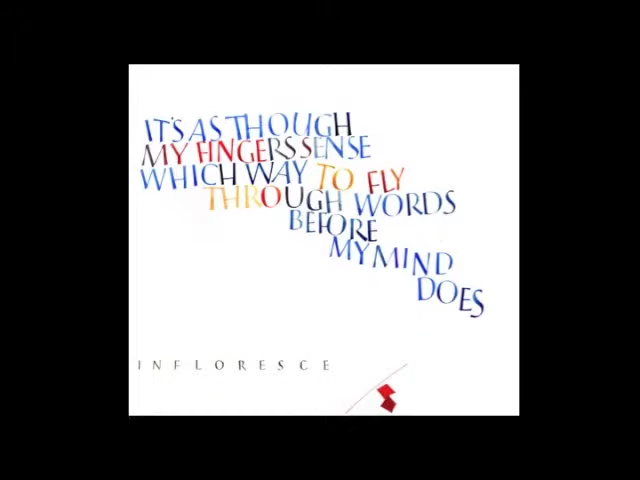 IT'S AS THOUGH
MY FINGERS SENSE
WHICH WAY TO FLY
THROUGH WORDS
BEFORE
MY MIND
DOES
INFLORESCE